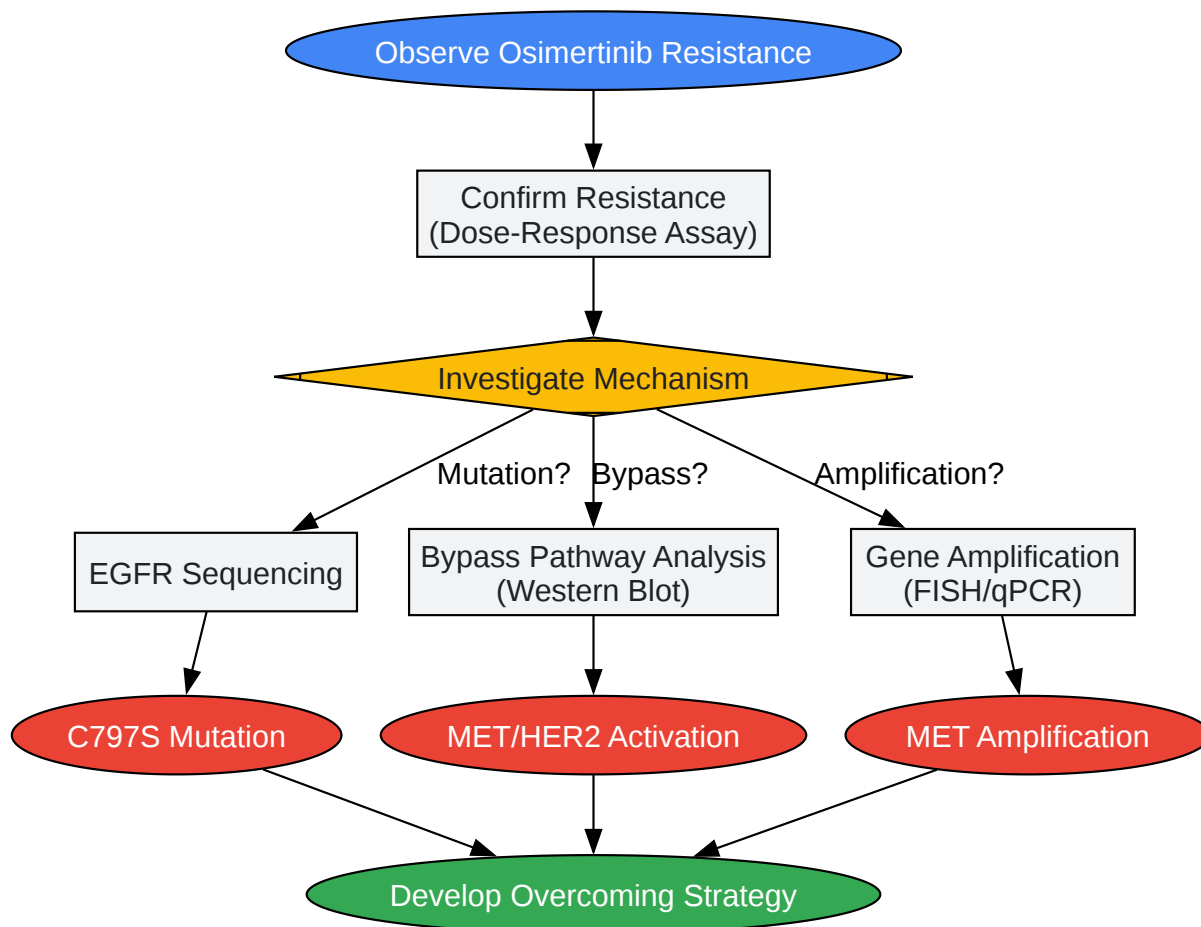 Observe Osimertinib Resistance
Confirm Resistance
(Dose-Response Assay)
Investigate Mechanism
Mutation?
Bypass?
Amplification?
EGFR Sequencing
Bypass Pathway Analysis
(Western Blot)
Gene Amplification
(FISH/qPCR)
C797S Mutation
MET/HER2 Activation
MET Amplification
Develop Overcoming Strategy